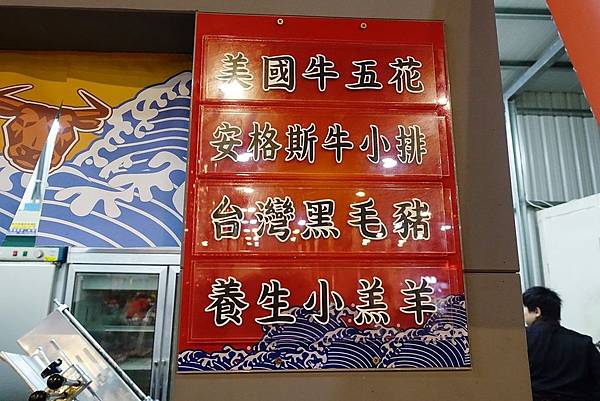 美國牛五花
安格斯牛小排
台灣黑毛豬
養生小羔羊